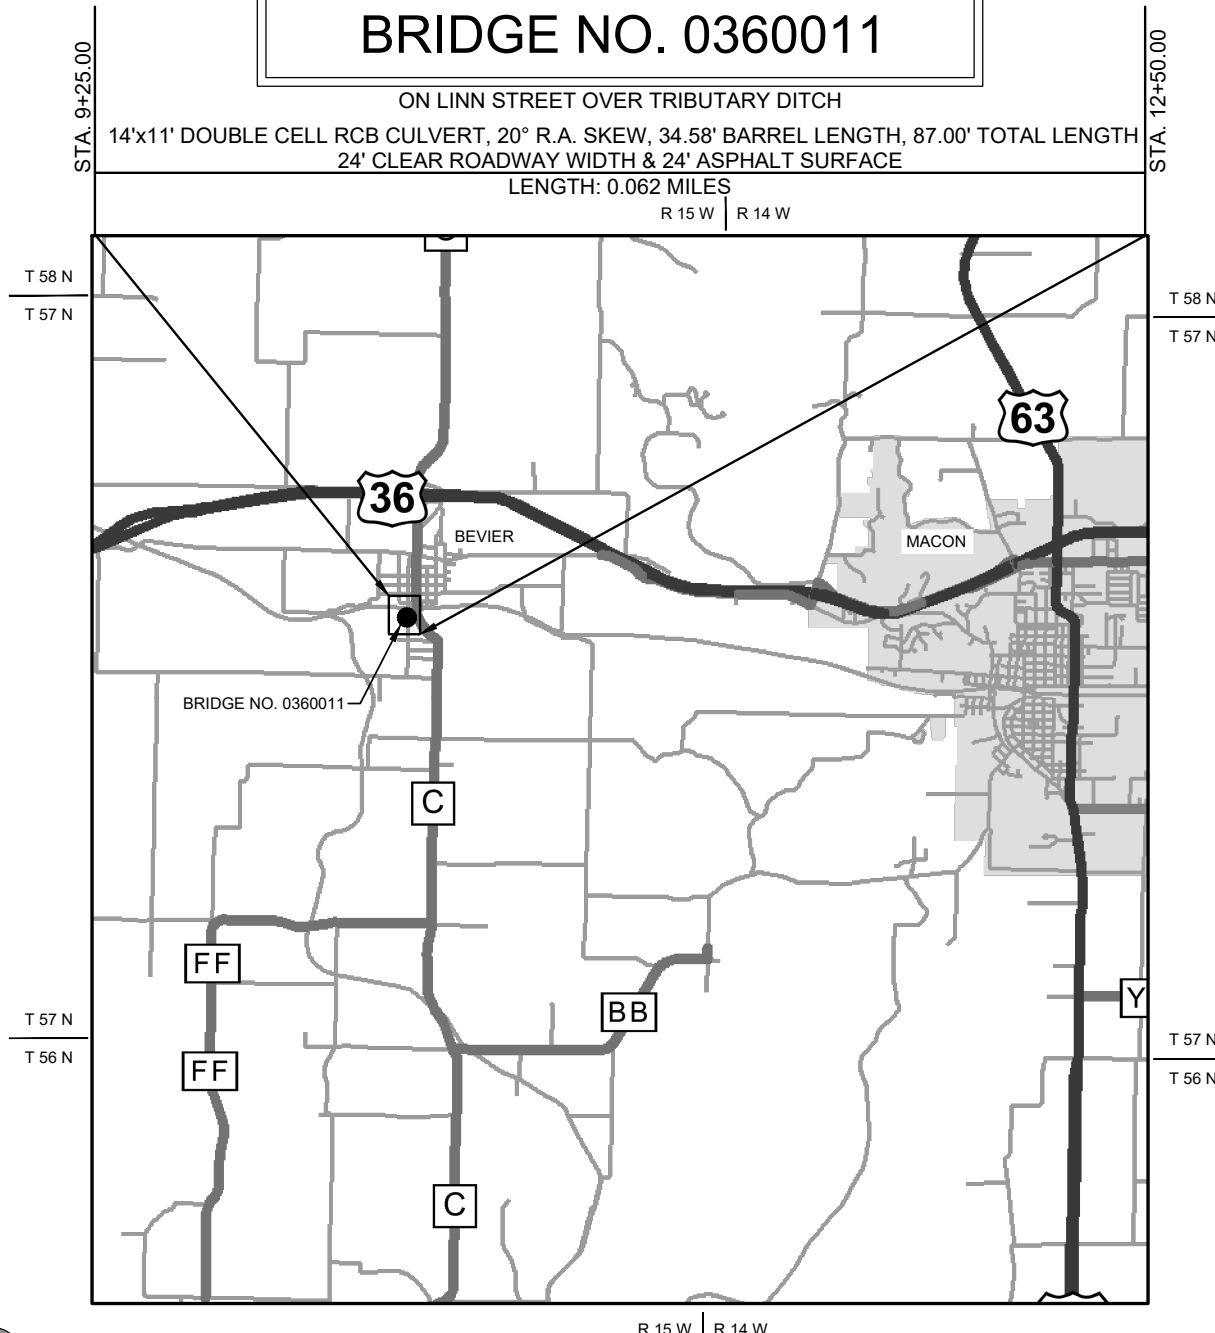 BRIDGE NO. 0360011
STA. 9+25.00
STA. 12+50.00
ON LINN STREET OVER TRIBUTARY DITCH
14'x11' DOUBLE CELL RCB CULVERT, 20° R.A. SKEW, 34.58' BARREL LENGTH, 87.00' TOTAL LENGTH
24' CLEAR ROADWAY WIDTH & 24' ASPHALT SURFACE
LENGTH: 0.062 MILES
R 15 W R 14 W
T 58 N
T 57 N
T 58 N
T 57 N
63
36
BEVIER
MACON
BRIDGE NO. 0360011
C
FF
BB
Y
T 57 N
T 56 N
T 57 N
T 56 N
FF
C
R 15 W R 14 W